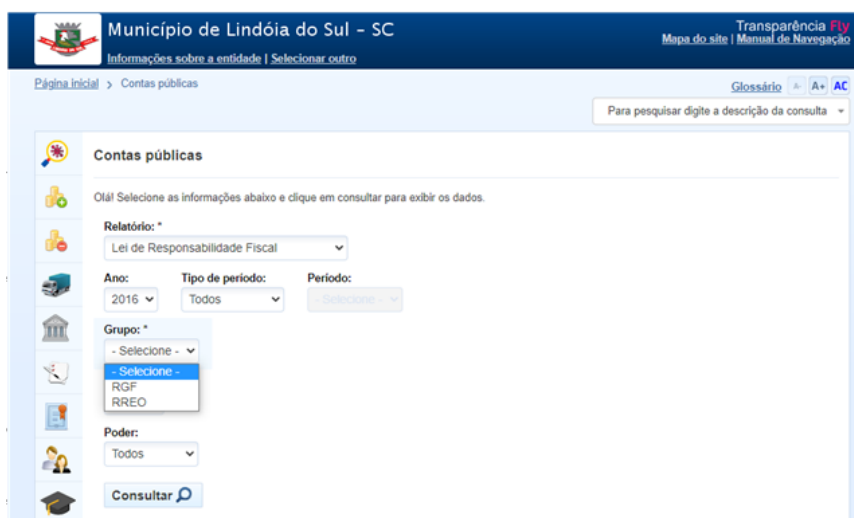 Município de Lindóia do Sul - SC
Transparência Fly
Mapa do site | Manual de Navegação
Informações sobre a entidade | Selecionar outro
Página inicial > Contas públicas
Glossário A- A+ AC
Para pesquisar digite a descrição da consulta
Contas públicas
Olá! Selecione as informações abaixo e clique em consultar para exibir os dados.
Relatório: *
Lei de Responsabilidade Fiscal
Ano: Tipo de período: Período:
2016 Todos - Selecione -
Grupo: *
- Selecione -
- Selecione -
RGF
RREO
Poder:
Todos
Consultar